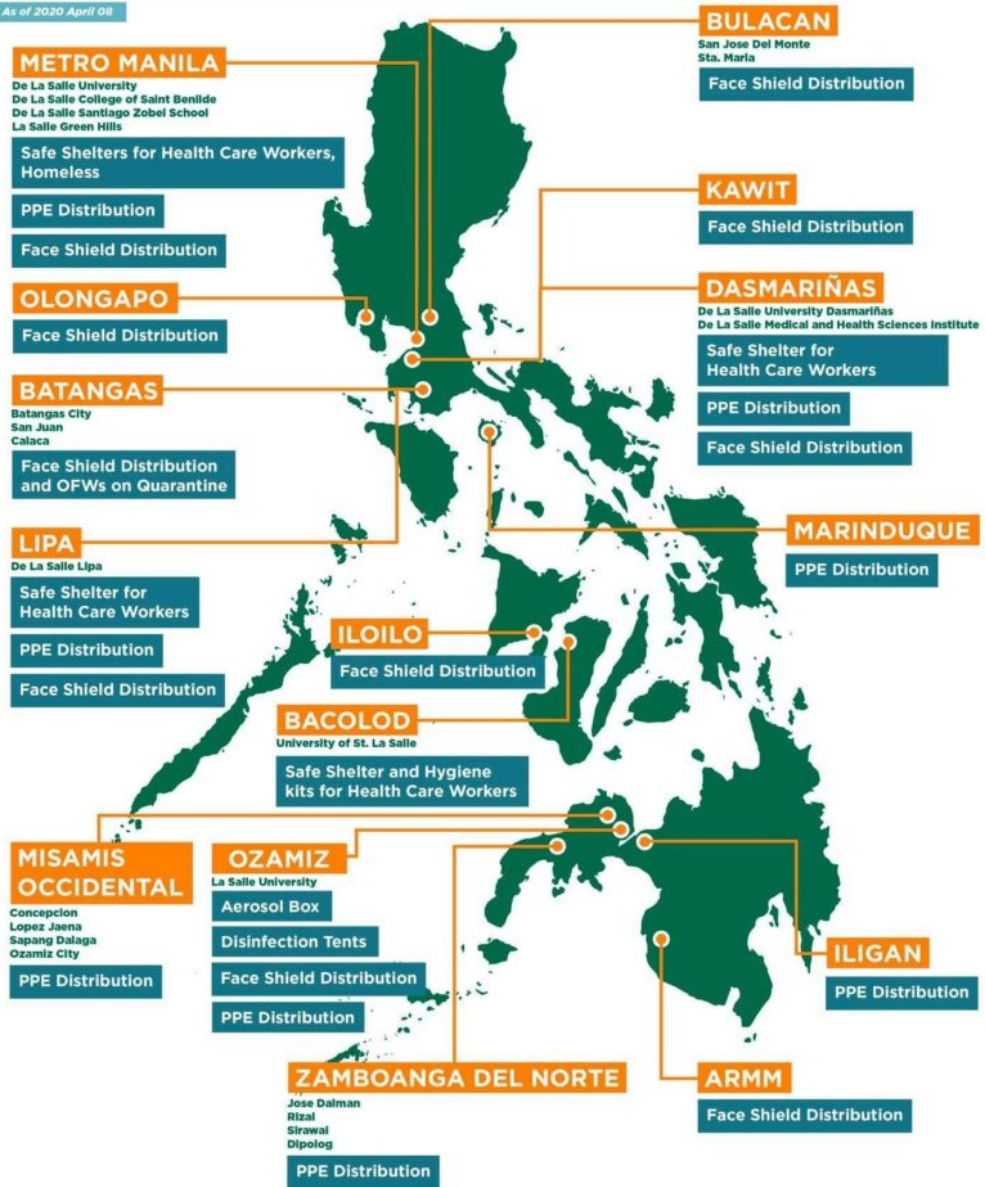 As of 2020 April 08
METRO MANILA
De La Salle University
De La Salle College of Saint Benilde
De La Salle Santiago Zobel School
La Salle Green Hills
Safe Shelters for Health Care Workers,
Homeless
PPE Distribution
Face Shield Distribution
OLONGAPO
Face Shield Distribution
BATANGAS
Batangas City
San Juan
Calaca
Face Shield Distribution
and OFWs on Quarantine
LIPA
De La Salle Lipa
Safe Shelter for
Health Care Workers
PPE Distribution
Face Shield Distribution
BULACAN
San Jose Del Monte
Sta. Maria
Face Shield Distribution
KAWIT
Face Shield Distribution
DASMARIÑAS
De La Salle University Dasmariñas
De La Salle Medical and Health Sciences Institute
Safe Shelter for
Health Care Workers
PPE Distribution
Face Shield Distribution
MARINDUQUE
PPE Distribution
ILOILO
Face Shield Distribution
BACOLOD
University of St. La Salle
Safe Shelter and Hygiene
kits for Health Care Workers
MISAMIS
OCCIDENTAL
Concepcion
Lopez Jaena
Sapang Dalaga
Ozamiz City
PPE Distribution
OZAMIZ
La Salle University
Aerosol Box
Disinfection Tents
Face Shield Distribution
PPE Distribution
ZAMBOANGA DEL NORTE
Jose Dalman
Rizal
Sirawai
Dipolog
PPE Distribution
ILIGAN
PPE Distribution
ARMM
Face Shield Distribution